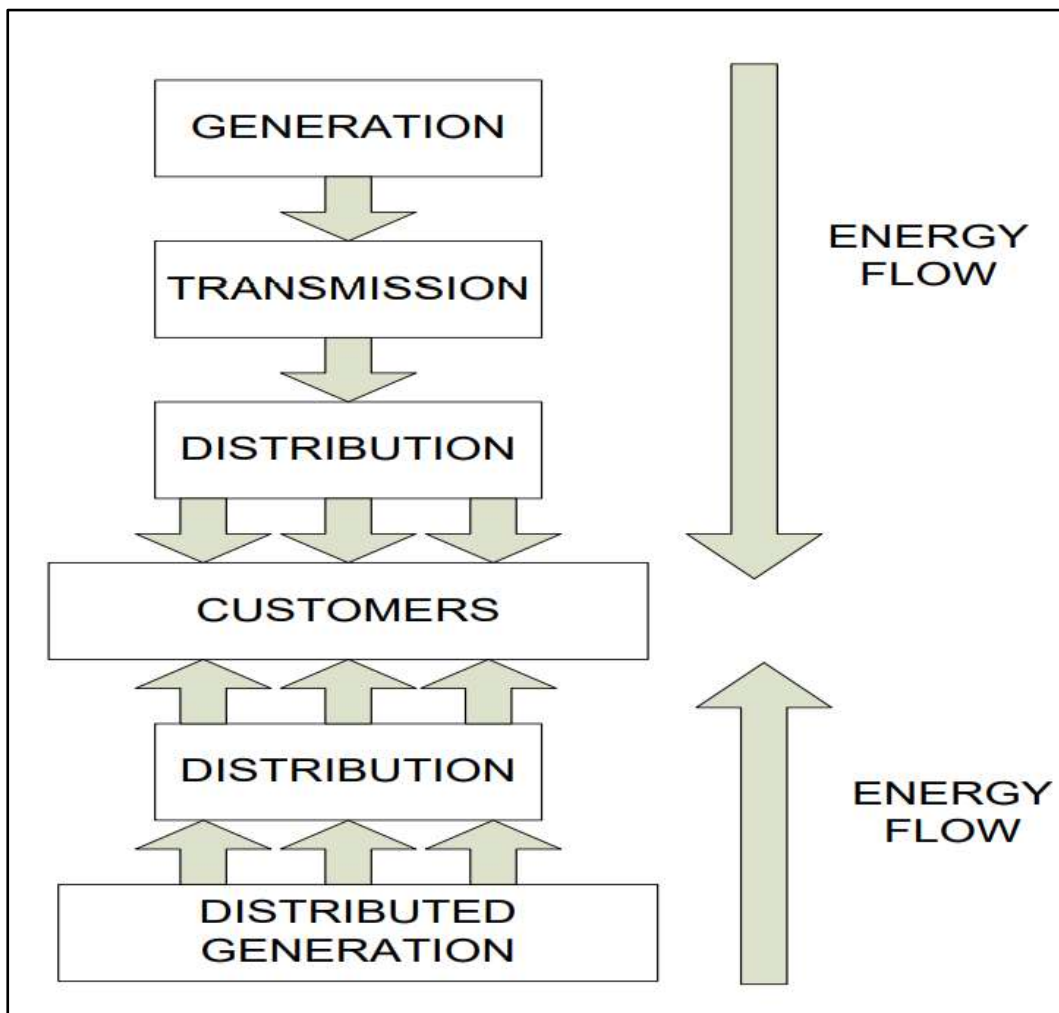 GENERATION
TRANSMISSION
DISTRIBUTION
CUSTOMERS
DISTRIBUTION
DISTRIBUTED
GENERATION
ENERGY
FLOW
ENERGY
FLOW